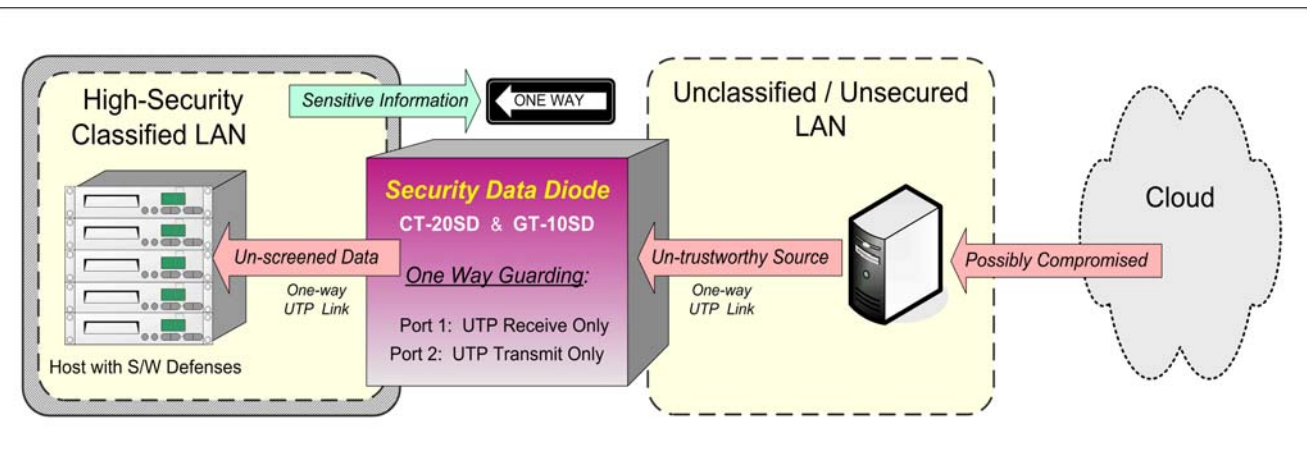 High-Security
Classified LAN
Sensitive Information
ONE WAY
Unclassified / Unsecured
LAN
Cloud
Security Data Diode
CT-20SD & GT-10SD
One Way Guarding:
Port 1: UTP Receive Only
Port 2: UTP Transmit Only
Un-screened Data
One-way
UTP Link
Host with S/W Defenses
Un-trustworthy Source
One-way
UTP Link
Possibly Compromised